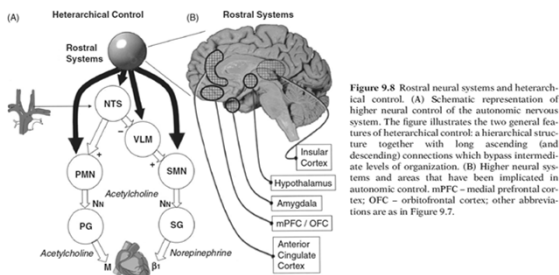 (A)
Heterarchical Control
(B)
Rostral Systems
Rostral
Systems
NTS
−
VLM
+
+
PMN
SMN
Acetylcholine
NN
NN
PG
SG
Acetylcholine
Norepinephrine
M
β1
Insular
Cortex
Hypothalamus
Amygdala
mPFC / OFC
Anterior
Cingulate
Cortex
Figure 9.8 Rostral neural systems and heterarch-
ical control. (A) Schematic representation of
higher neural control of the autonomic nervous
system. The figure illustrates the two general fea-
tures of heterarchical control: a hierarchical struc-
ture together with long ascending (and
descending) connections which bypass intermedi-
ate levels of organization. (B) Higher neural sys-
tems and areas that have been implicated in
autonomic control. mPFC – medial prefrontal cor-
tex; OFC – orbitofrontal cortex; other abbrevia-
tions are as in Figure 9.7.